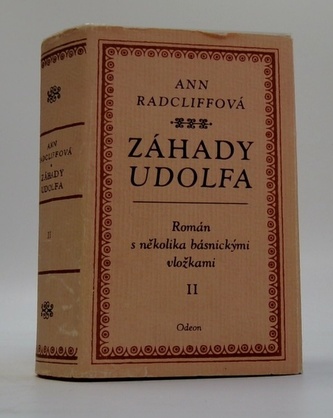 ANN
RADCLIFFOVÁ
ZÁHADY
UDOLFA
Román
s několika básnickými
vložkami
II
Odeon
ANN
RADCLIFFOVÁ
ZÁHADY
UDOLFA
II